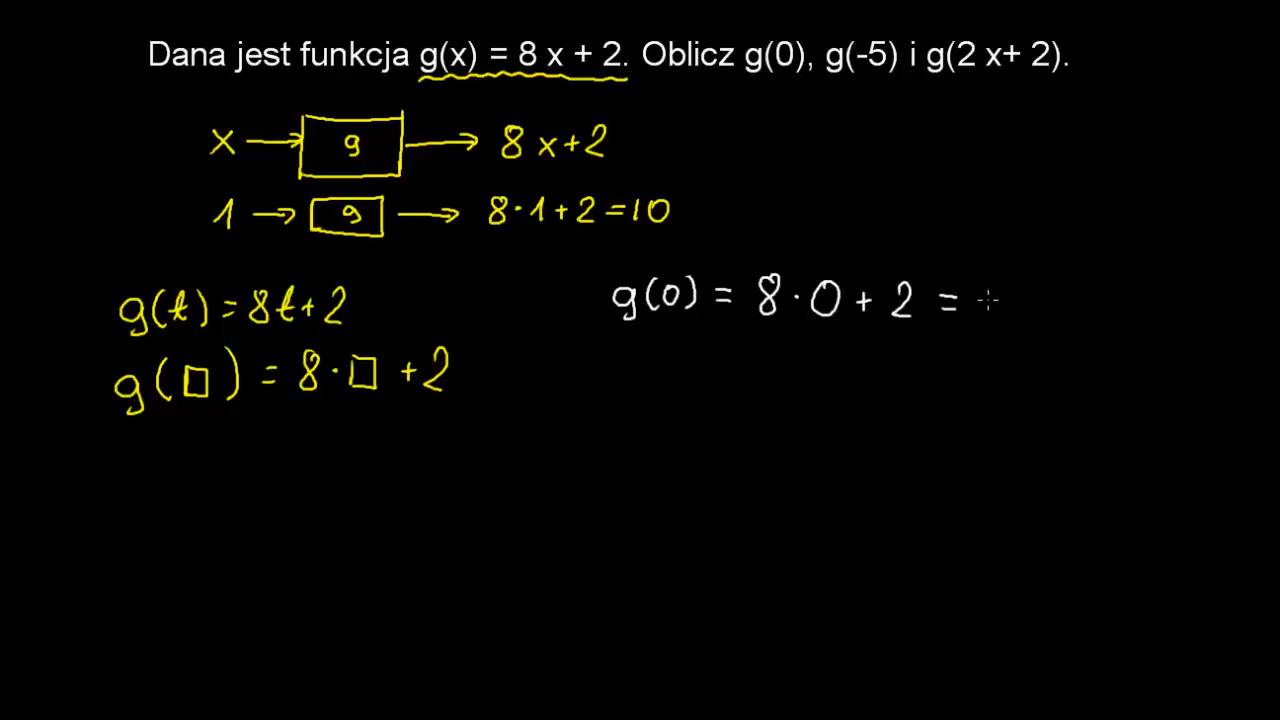 Dana jest funkcja g(x) = 8 x + 2. Oblicz g(0), g(-5) i g(2 x+ 2).
x → g → 8 x+2
1 → g → 8·1+2=10
g(t) = 8t+2
g(0) = 8·0+2 =
g(□) = 8·□+2